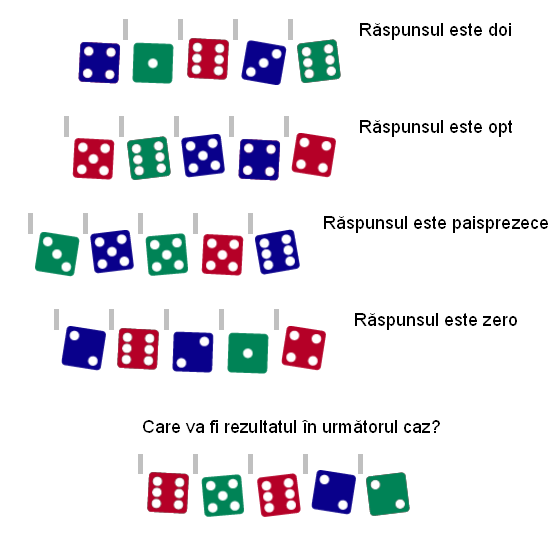 Răspunsul este doi
Răspunsul este opt
Răspunsul este paisprezece
Răspunsul este zero
Care va fi rezultatul în următorul caz?